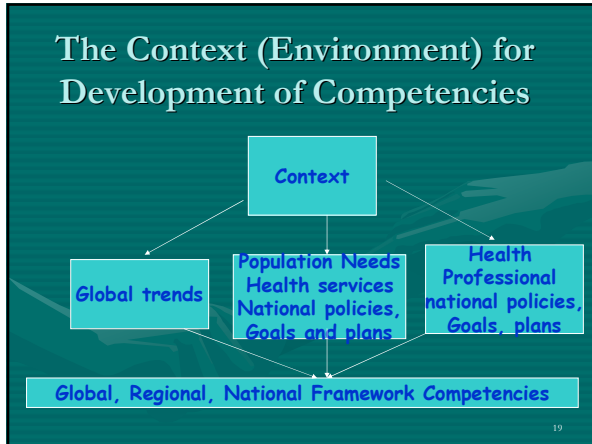 The Context (Environment) for
Development of Competencies
Context
Global trends
Population Needs
Health services
National policies,
Goals and plans
Health
Professional
national policies,
Goals, plans
Global, Regional, National Framework Competencies
19